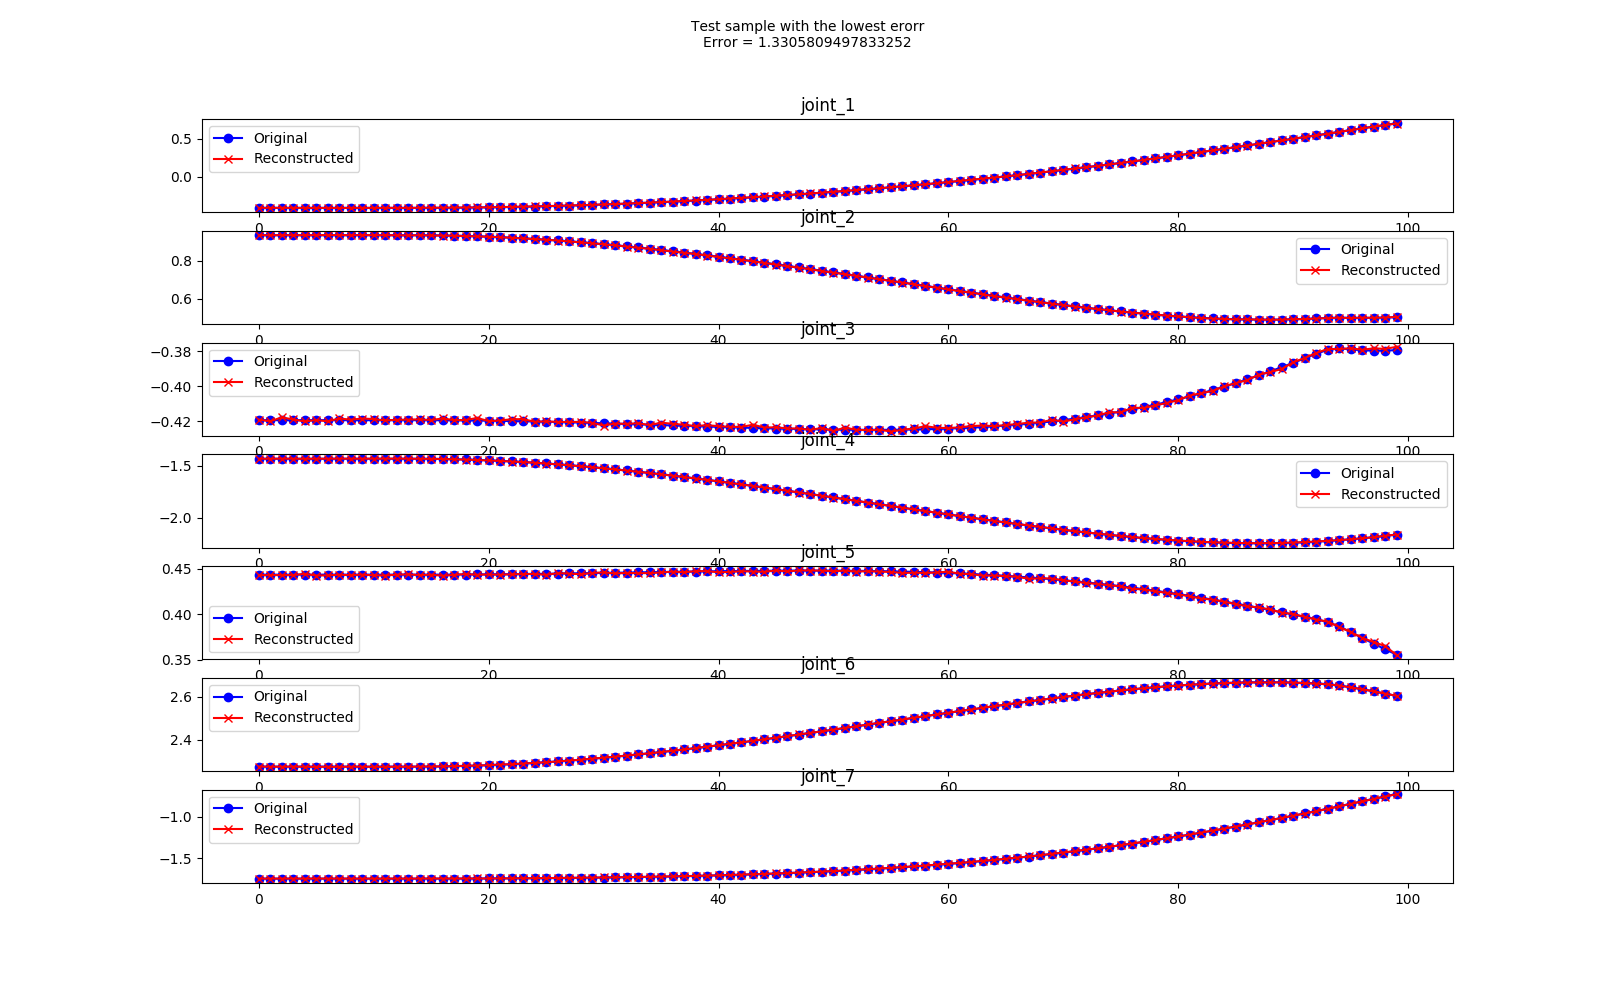 Test sample with the lowest erorr
Error = 1.3305809497833252
joint_1
0.5
0.0
Original
Reconstructed
0 20 40 60 80 100
joint_2
0.8
0.6
Original
Reconstructed
0 20 40 60 80 100
joint_3
−0.38
−0.40
−0.42
Original
Reconstructed
0 20 40 60 80 100
joint_4
−1.5
−2.0
Original
Reconstructed
0 20 40 60 80 100
joint_5
0.45
0.40
0.35
Original
Reconstructed
0 20 40 60 80 100
joint_6
2.6
2.4
Original
Reconstructed
0 20 40 60 80 100
joint_7
−1.0
−1.5
Original
Reconstructed
0 20 40 60 80 100